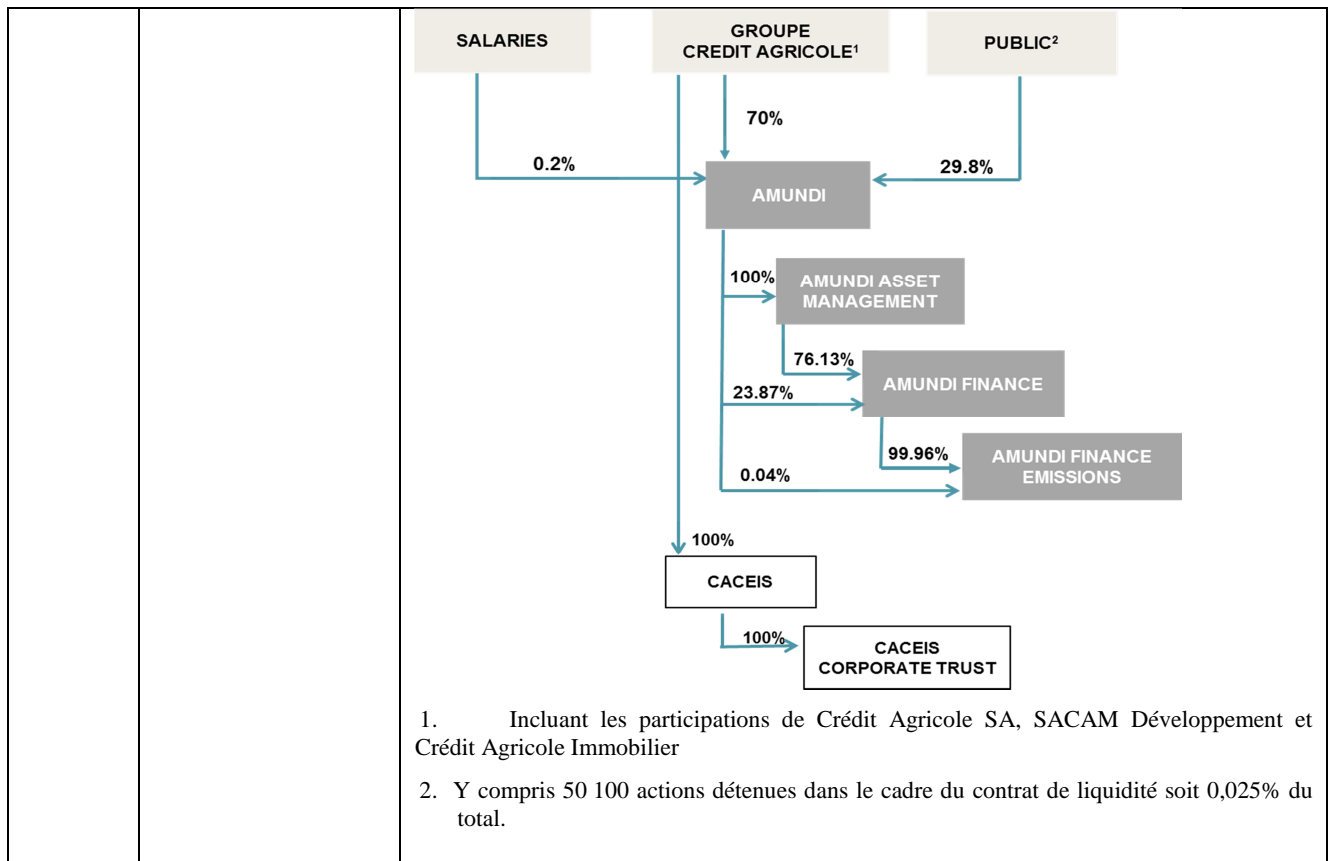 SALARIES
GROUPE
CREDIT AGRICOLE¹
PUBLIC²
70%
0.2%
29.8%
AMUNDI
100%
AMUNDI ASSET
MANAGEMENT
76.13%
AMUNDI FINANCE
23.87%
99.96%
AMUNDI FINANCE
EMISSIONS
0.04%
100%
CACEIS
100%
CACEIS
CORPORATE TRUST
1. Incluant les participations de Crédit Agricole SA, SACAM Développement et
Crédit Agricole Immobilier
2. Y compris 50 100 actions détenues dans le cadre du contrat de liquidité soit 0,025% du
total.